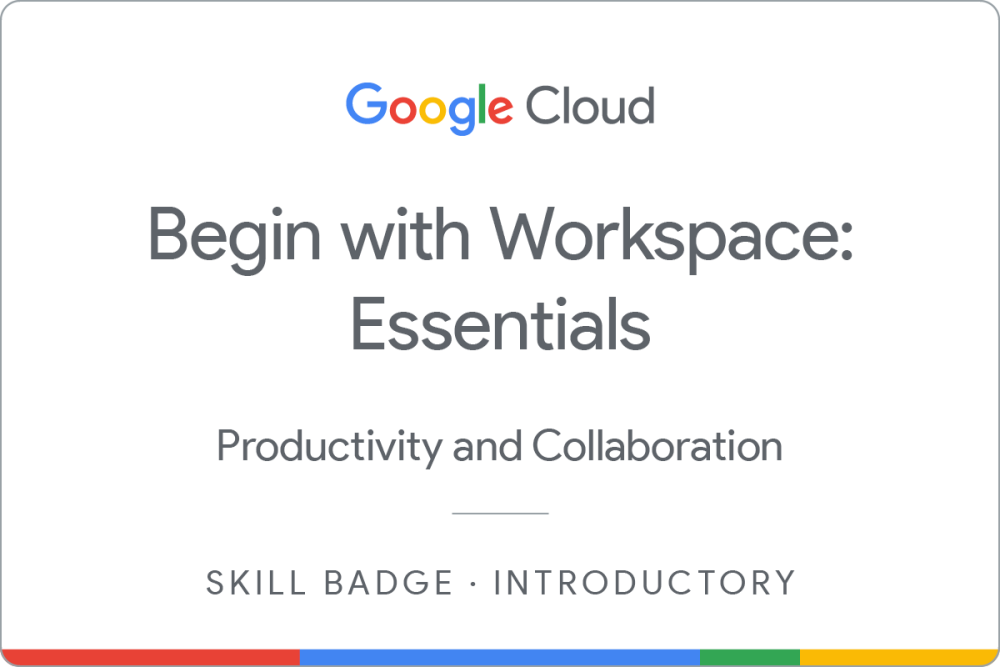 Google Cloud
Begin with Workspace:
Essentials
Productivity and Collaboration
SKILL BADGE · INTRODUCTORY